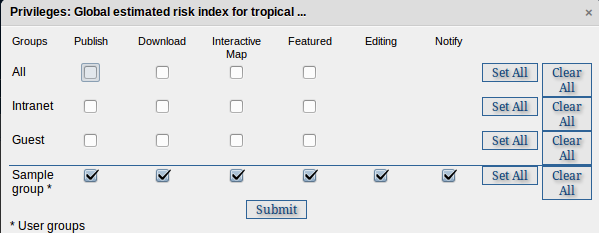 Privileges: Global estimated risk index for tropical ... ×
Groups Publish Download Interactive Map Featured Editing Notify
All Set All Clear All
Intranet Set All Clear All
Guest Set All Clear All
Sample group * Set All Clear All
Submit
* User groups